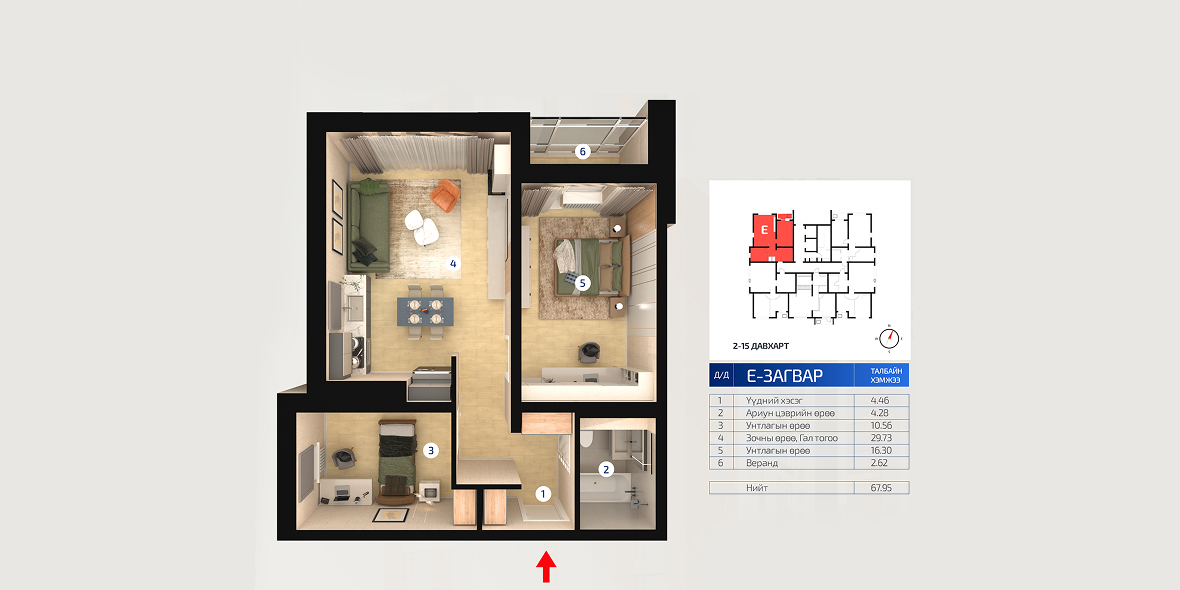 6
4
5
3
2
1
E
2-15 ДАВХАРТ
Д/Д Е-ЗАГВАР ТАЛБАЙН ХЭМЖЭЭ
1 Үүдний хэсэг 4.46
2 Ариун цэврийн өрөө 4.28
3 Унтлагын өрөө 10.56
4 Зочны өрөө, Гал тогоо 29.73
5 Унтлагын өрөө 16.30
6 Веранд 2.62
Нийт 67.95